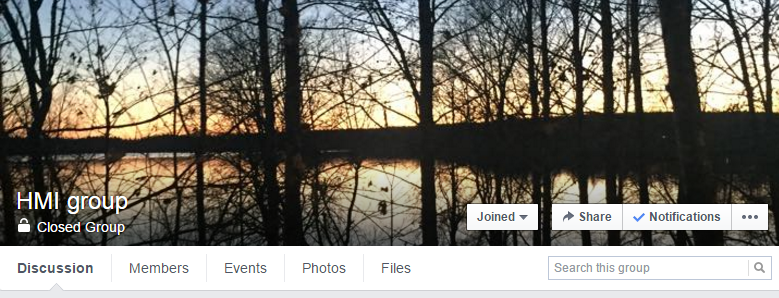 HMI group
Closed Group
Joined
Share
Notifications
Discussion
Members
Events
Photos
Files
Search this group